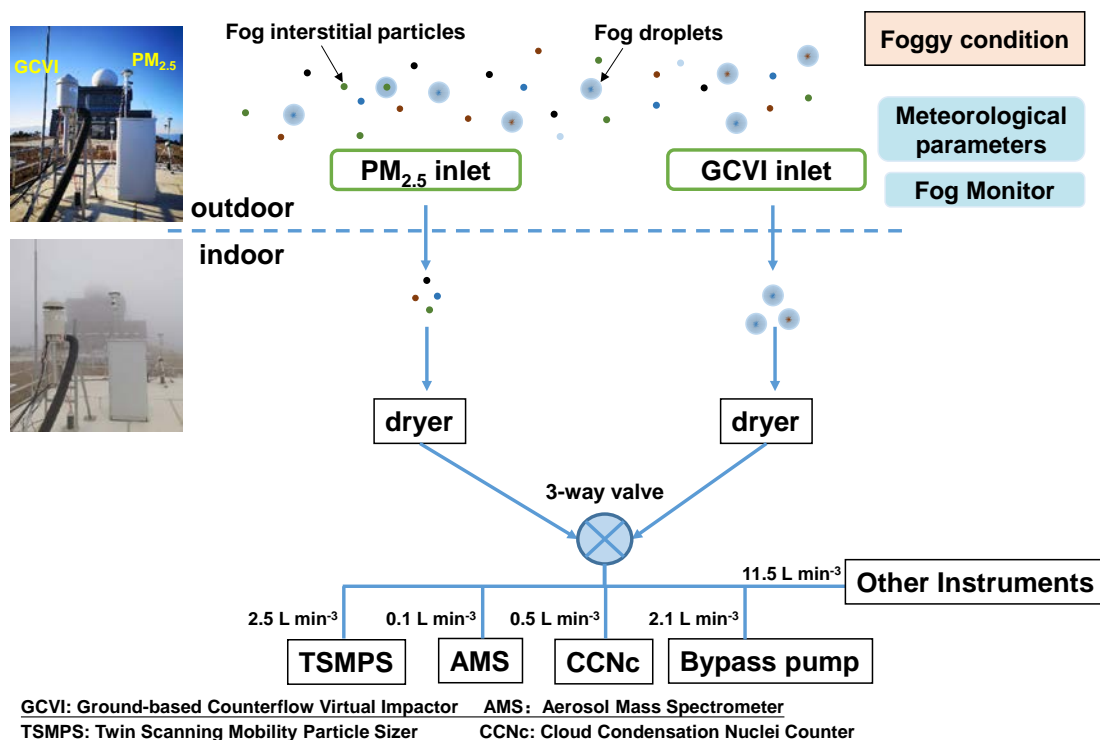 GCVI
PM2.5
Fog interstitial particles
Fog droplets
Foggy condition
Meteorological
parameters
Fog Monitor
PM2.5 inlet
GCVI inlet
outdoor
indoor
dryer
dryer
3-way valve
11.5 L min-3
Other Instruments
2.5 L min-3
0.1 L min-3
0.5 L min-3
2.1 L min-3
TSMPS
AMS
CCNc
Bypass pump
GCVI: Ground-based Counterflow Virtual Impactor AMS：Aerosol Mass Spectrometer
TSMPS: Twin Scanning Mobility Particle Sizer CCNc: Cloud Condensation Nuclei Counter